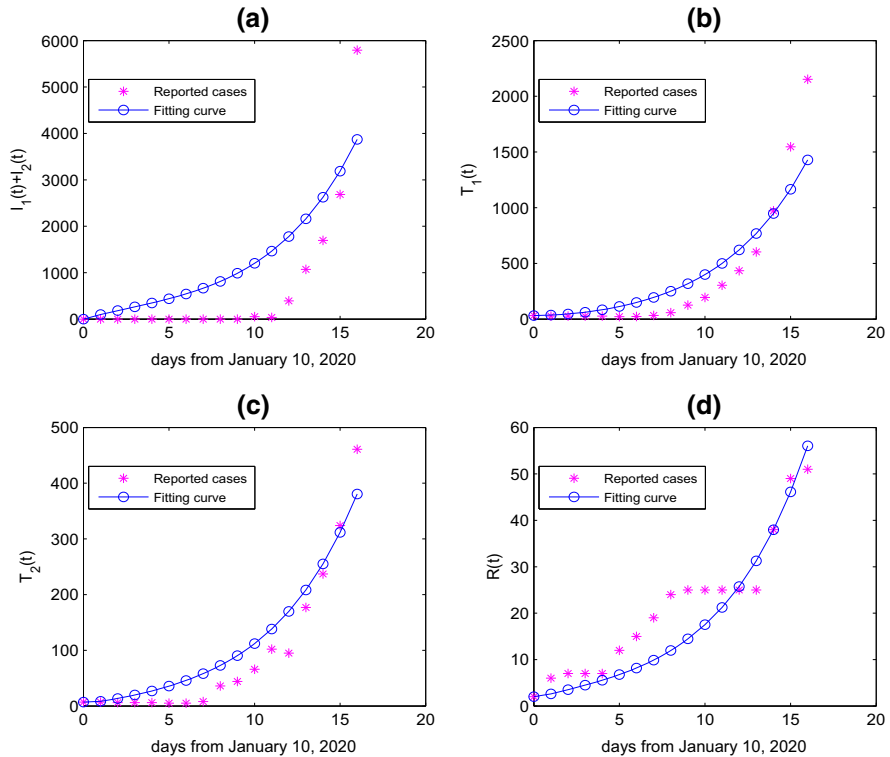 (a)
6000
5000
4000
3000
2000
1000
0
I_1(t)+I_2(t)
Reported cases
Fitting curve
0 5 10 15 20
days from January 10, 2020
(b)
2500
2000
1500
1000
500
0
T_1(t)
Reported cases
Fitting curve
0 5 10 15 20
days from January 10, 2020
(c)
500
400
300
200
100
0
T_2(t)
Reported cases
Fitting curve
0 5 10 15 20
days from January 10, 2020
(d)
60
50
40
30
20
10
0
R(t)
Reported cases
Fitting curve
0 5 10 15 20
days from January 10, 2020